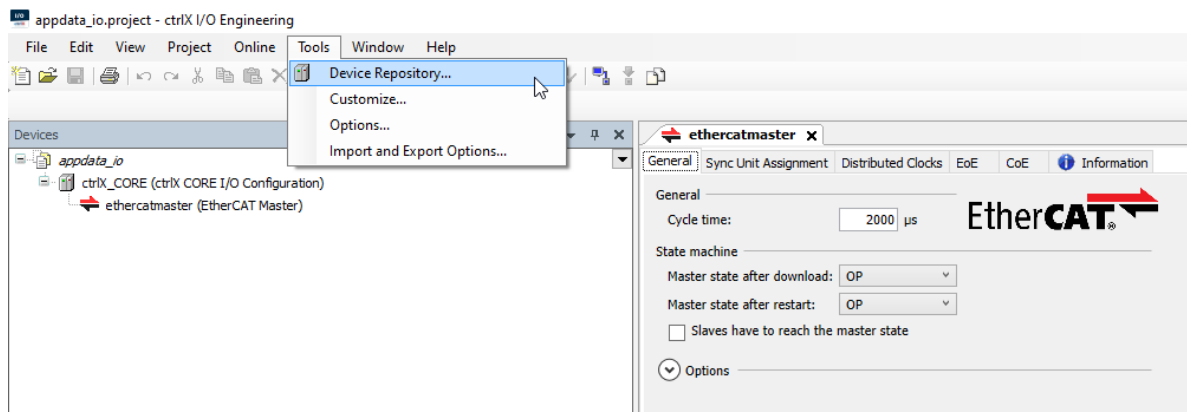 appdata_io.project - ctrlX I/O Engineering
File Edit View Project Online Tools Window Help
Device Repository...
Customize...
Options...
Import and Export Options...
Devices
appdata_io
ctrlX_CORE (ctrlX CORE I/O Configuration)
ethercatmaster (EtherCAT Master)
ethercatmaster
General Sync Unit Assignment Distributed Clocks EoE CoE Information
General
Cycle time: 2000 µs
EtherCAT®
State machine
Master state after download: OP
Master state after restart: OP
Slaves have to reach the master state
Options